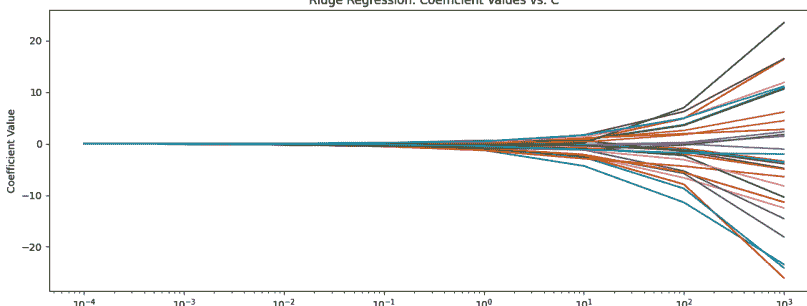 Ridge Regression: Coefficient Values vs. C
Coefficient Value
20
10
0
−10
−20
10⁻⁴ 10⁻³ 10⁻² 10⁻¹ 10⁰ 10¹ 10² 10³